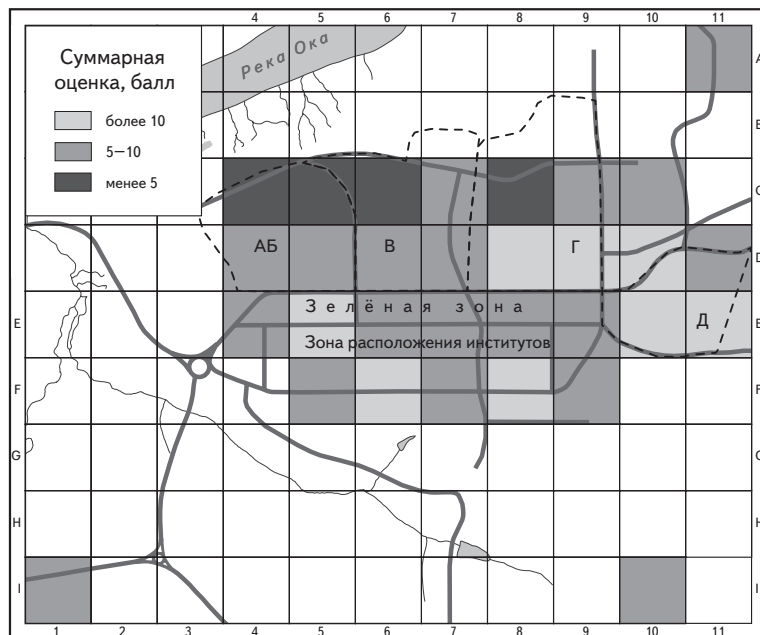 4 5 6 7 8 9 10 11
Суммарная
оценка, балл
более 10
5—10
менее 5
Река Ока
A
B
C
D
E
F
G
H
I
АБ В Г
Зелёная зона
Д
Зона расположения институтов
E
F
G
H
I
1 2 3 4 5 6 7 8 9 10 11